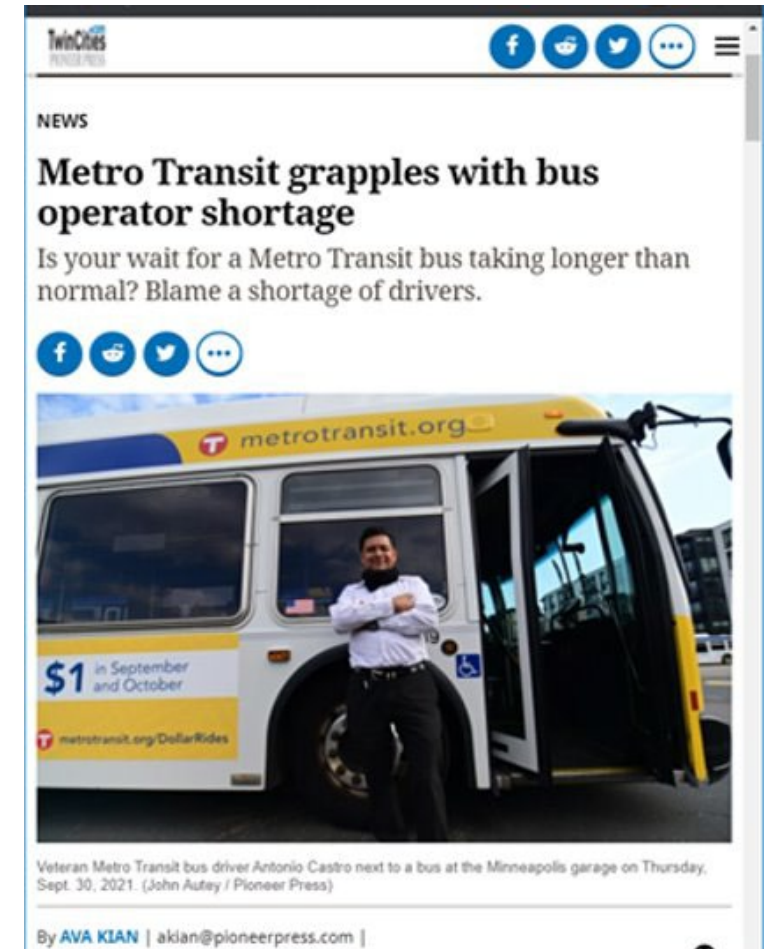 TwinCities
PIONEER PRESS
NEWS
Metro Transit grapples with bus
operator shortage
Is your wait for a Metro Transit bus taking longer than
normal? Blame a shortage of drivers.
T metrotransit.org
19
$1 in September
and October
T metrotransit.org/DollarRides
Veteran Metro Transit bus driver Antonio Castro next to a bus at the Minneapolis garage on Thursday,
Sept. 30, 2021. (John Autey / Pioneer Press)
By AVA KIAN | akian@pioneerpress.com |